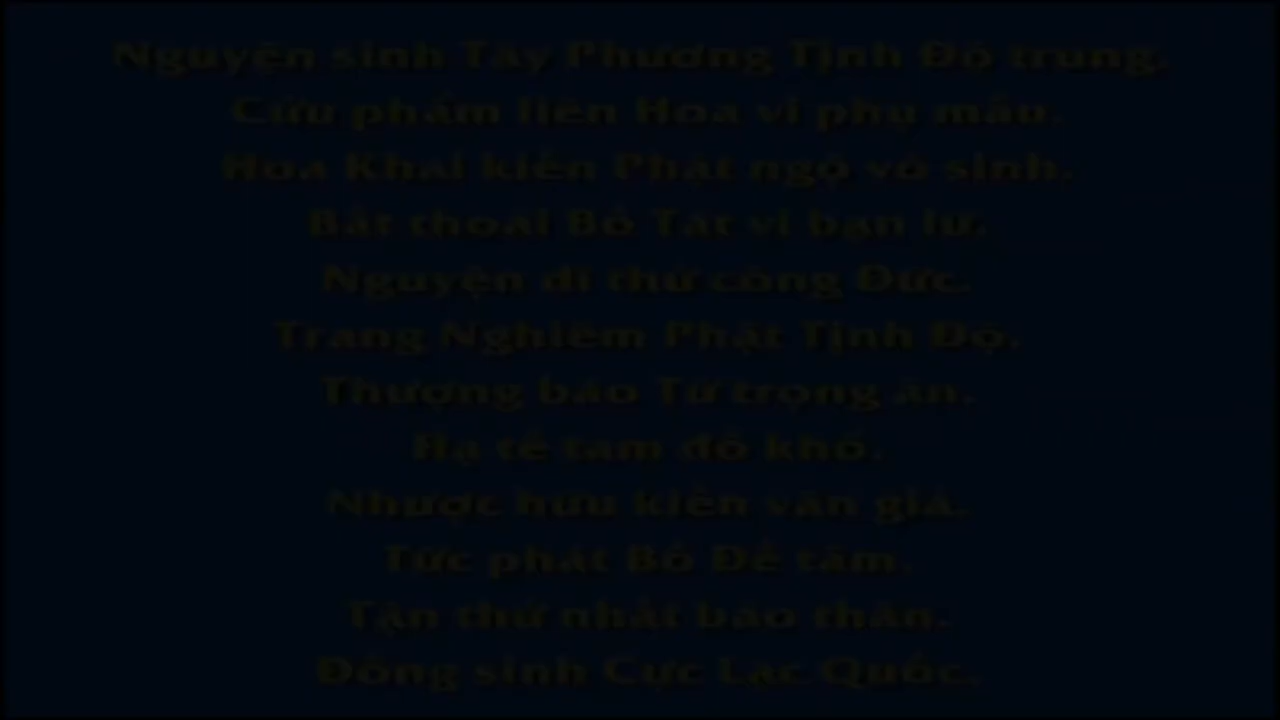 Nguyện sinh Tây Phương Tịnh Độ trung.
Cửu phẩm liên Hoa vi phụ mẫu.
Hoa Khai kiến Phật ngộ vô sinh.
Bất thoái Bồ Tát vi bạn lữ.
Nguyện dĩ thử công Đức.
Trang Nghiêm Phật Tịnh Độ.
Thượng báo Tứ trọng ân.
Hạ tế tam đồ khổ.
Nhược hữu kiến văn giả.
Tức phát Bồ Đề tâm.
Tận thử nhất báo thân.
Đồng sinh Cực Lạc Quốc.